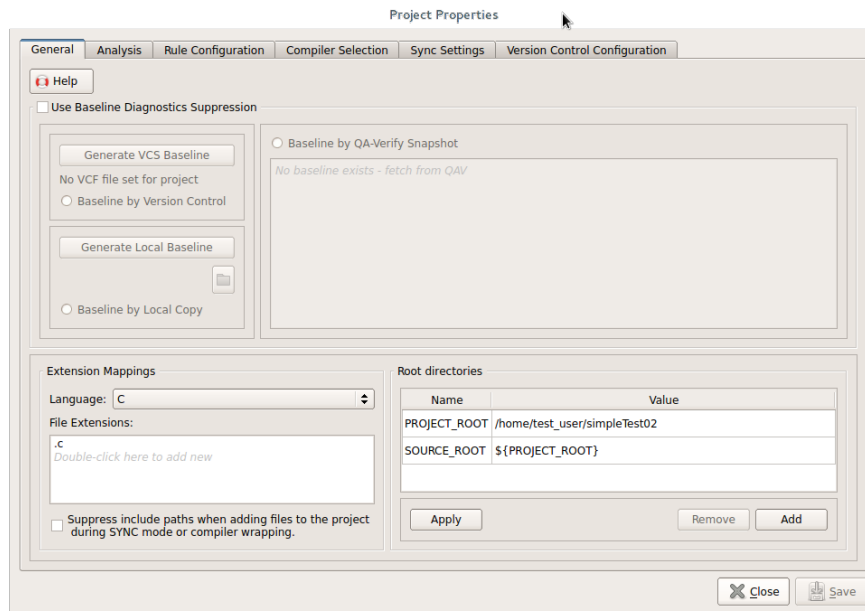 Project Properties
General Analysis Rule Configuration Compiler Selection Sync Settings Version Control Configuration
Help
Use Baseline Diagnostics Suppression
Generate VCS Baseline
No VCF file set for project
Baseline by Version Control
Generate Local Baseline
Baseline by Local Copy
Baseline by QA-Verify Snapshot
No baseline exists - fetch from QAV
Extension Mappings
Language: C
File Extensions:
.c
Double-click here to add new
Suppress include paths when adding files to the project
during SYNC mode or compiler wrapping.
Root directories
Name Value
PROJECT_ROOT /home/test_user/simpleTest02
SOURCE_ROOT ${PROJECT_ROOT}
Apply Remove Add
Close Save